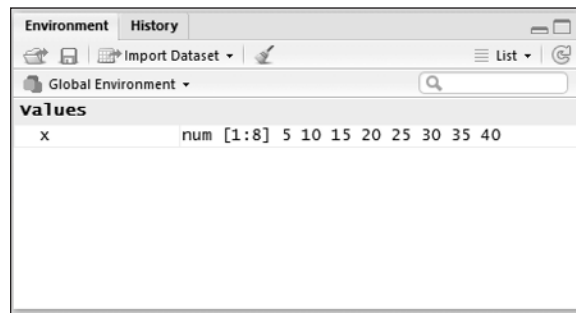 Environment History
Import Dataset List
Global Environment
Values
x num [1:8] 5 10 15 20 25 30 35 40